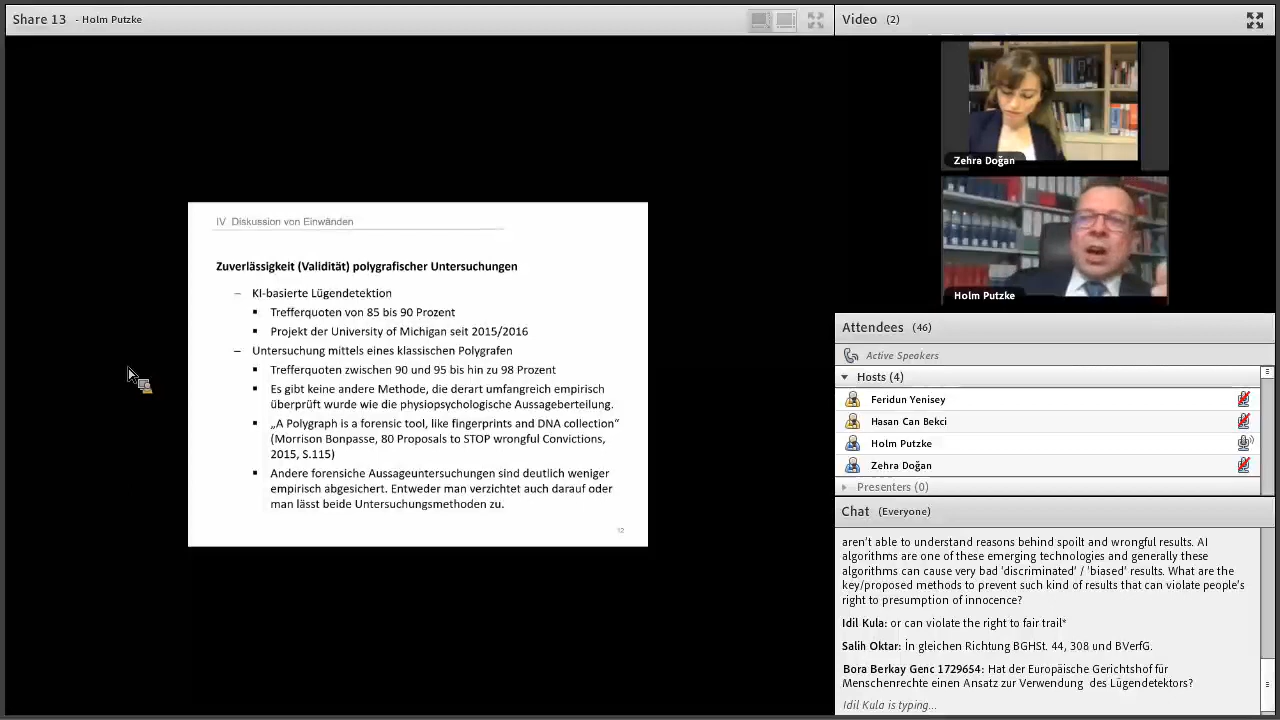 Share 13 - Holm Putzke
IV Diskussion von Einwänden
Zuverlässigkeit (Validität) polygrafischer Untersuchungen
– KI-basierte Lügendetektion
▪ Trefferquoten von 85 bis 90 Prozent
▪ Projekt der University of Michigan seit 2015/2016
– Untersuchung mittels eines klassischen Polygrafen
▪ Trefferquoten zwischen 90 und 95 bis hin zu 98 Prozent
▪ Es gibt keine andere Methode, die derart umfangreich empirisch
überprüft wurde wie die physiopsychologische Aussageberteilung.
▪ „A Polygraph is a forensic tool, like fingerprints and DNA collection“
(Morrison Bonpasse, 80 Proposals to STOP wrongful Convictions,
2015, S.115)
▪ Andere forensiche Aussageuntersuchungen sind deutlich weniger
empirisch abgesichert. Entweder man verzichtet auch darauf oder
man lässt beide Untersuchungsmethoden zu.
12
Video (2)
Zehra Doğan
Holm Putzke
Attendees (46)
Active Speakers
Hosts (4)
Feridun Yenisey
Hasan Can Bekci
Holm Putzke
Zehra Doğan
Presenters (0)
Chat (Everyone)
aren't able to understand reasons behind spoilt and wrongful results. AI
algorithms are one of these emerging technologies and generally these
algorithms can cause very bad 'discriminated' / 'biased' results. What are the
key/proposed methods to prevent such kind of results that can violate people's
right to presumption of innocence?
Idil Kula: or can violate the right to fair trail*
Salih Oktar: İn gleichen Richtung BGHSt. 44, 308 und BVerfG.
Bora Berkay Genc 1729654: Hat der Europäische Gerichtshof für
Menschenrechte einen Ansatz zur Verwendung des Lügendetektors?
Idil Kula is typing...